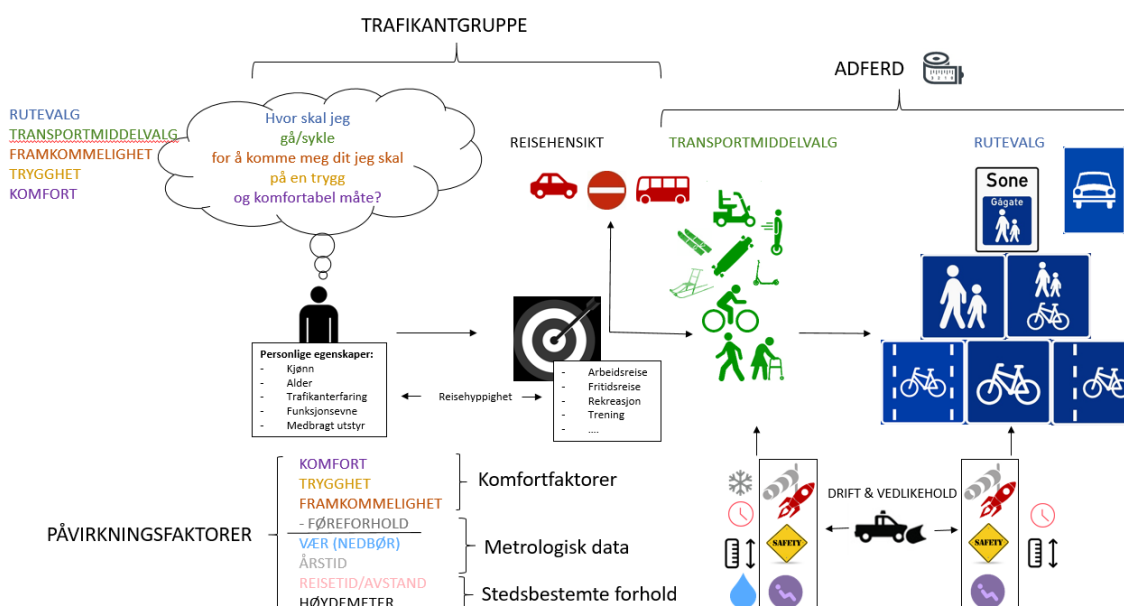 TRAFIKANTGRUPPE
ADFERD
RUTEVALG
TRANSPORTMIDDELVALG
FRAMKOMMELIGHET
TRYGGHET
KOMFORT
Hvor skal jeg
gå/sykle
for å komme meg dit jeg skal
på en trygg
og komfortabel måte?
REISEHENSIKT
TRANSPORTMIDDELVALG
RUTEVALG
Sone
Gågate
Personlige egenskaper:
- Kjønn
- Alder
- Trafikanterfaring
- Funksjonsevne
- Medbragt utstyr
Reisehyppighet
- Arbeidsreise
- Fritidsreise
- Rekreasjon
- Trening
- ....
PÅVIRKNINGSFAKTORER
KOMFORT
TRYGGHET
FRAMKOMMELIGHET
- FØREFORHOLD
VÆR (NEDBØR)
ÅRSTID
REISETID/AVSTAND
HØYDEMETER
Komfortfaktorer
Metrologisk data
Stedsbestemte forhold
DRIFT & VEDLIKEHOLD
SAFETY
SAFETY